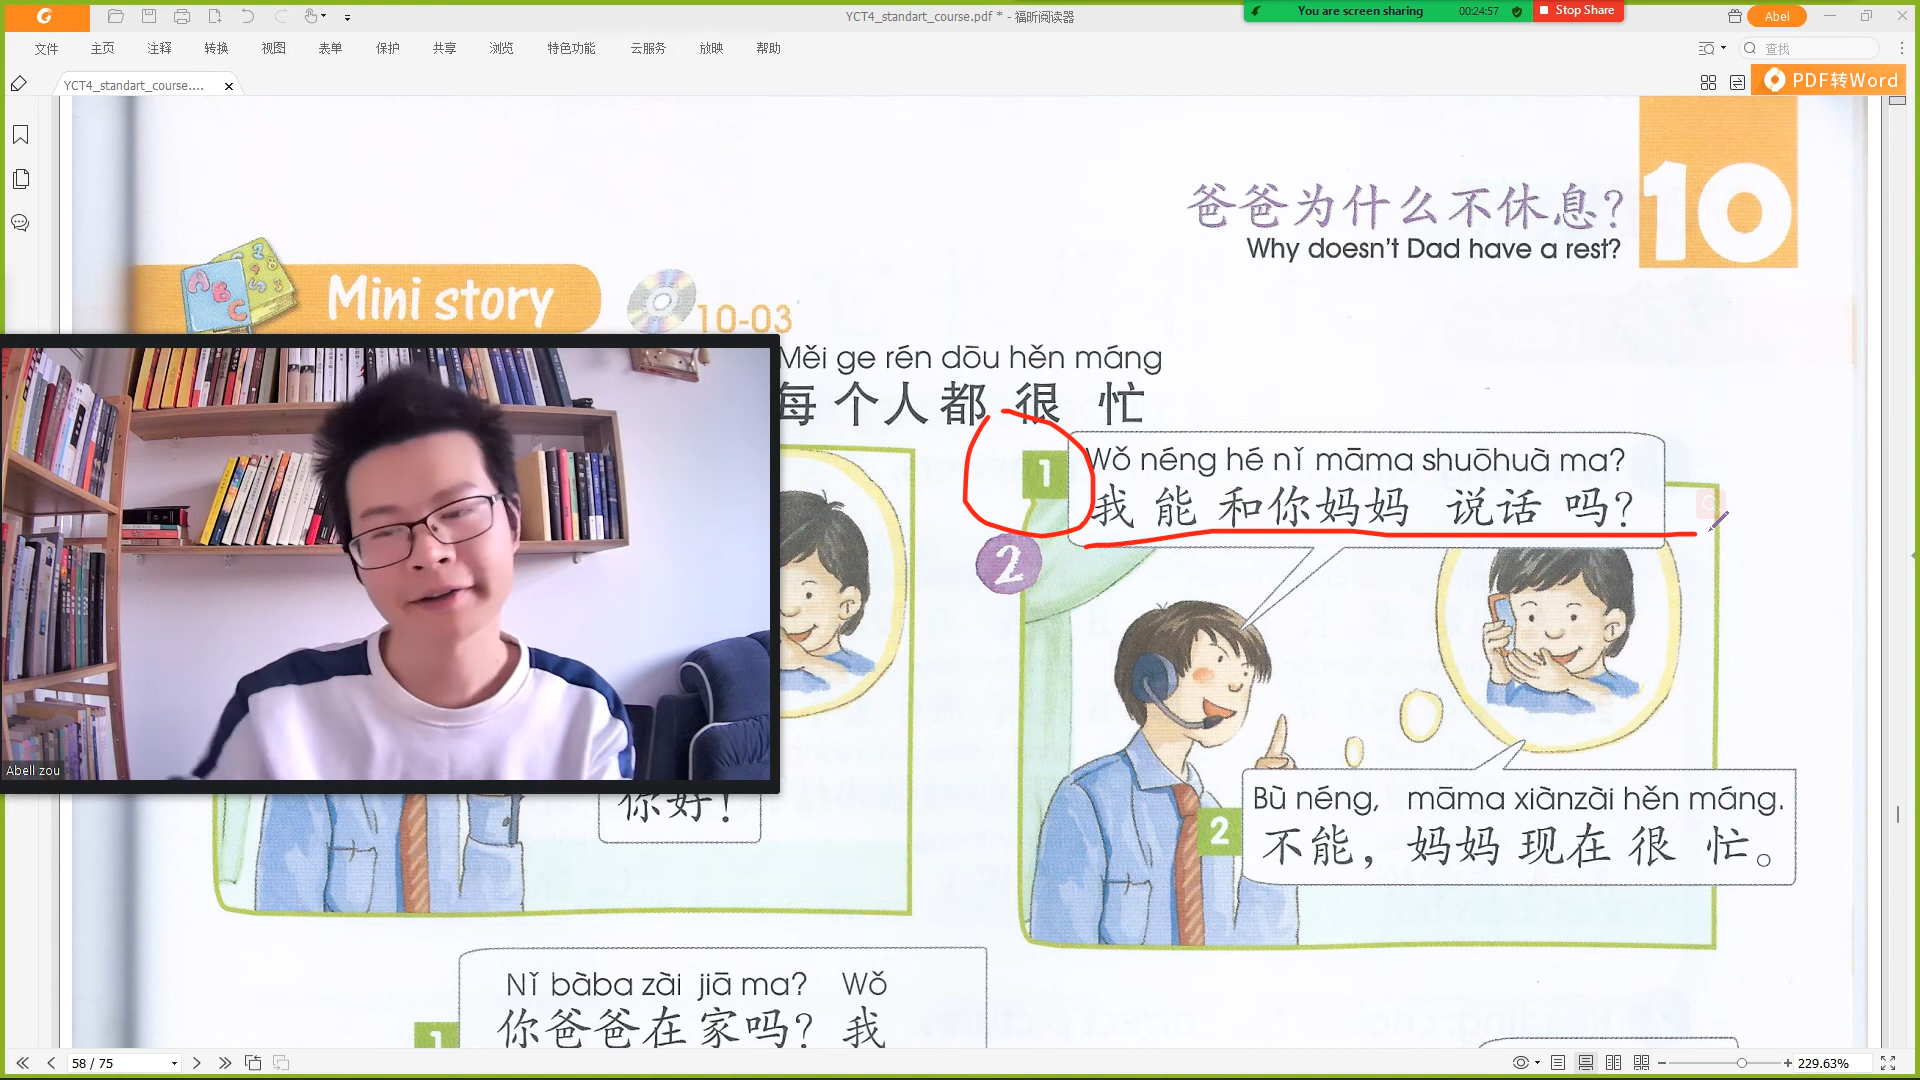 YCT4_standart_course.pdf * - 福昕阅读器
You are screen sharing
00:24:57
Stop Share
Abel
文件 主页 注释 转换 视图 表单 保护 共享 浏览 特色功能 云服务 放映 帮助
查找
YCT4_standart_course....
PDF转Word
10
爸爸为什么不休息?
Why doesn't Dad have a rest?
ABC
Mini story
10-03
Měi ge rén dōu hěn máng
每个人都很忙
1
Wǒ néng hé nǐ māma shuōhuà ma?
我能和你妈妈说话吗?
2
Abell zou
你好!
2
Bù néng, māma xiànzài hěn máng.
不能，妈妈现在很忙。
1
Nǐ bàba zài jiā ma? Wǒ
你爸爸在家吗? 我
58 / 75
229.63%